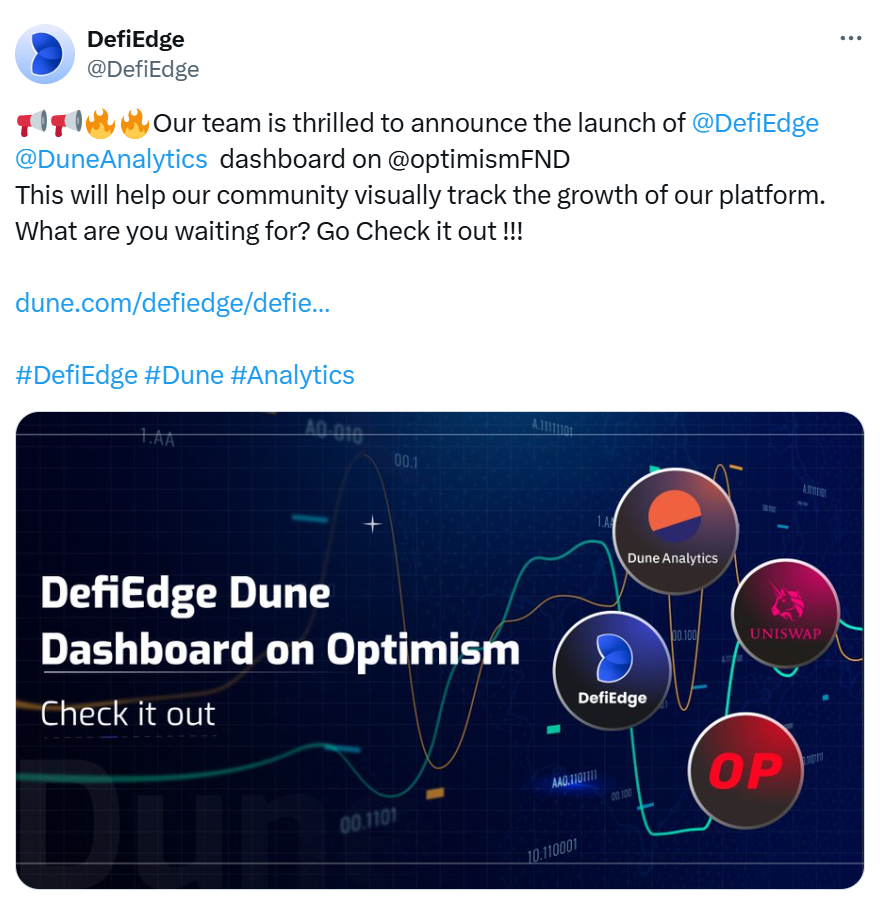 DefiEdge
@DefiEdge
📢📢🔥🔥Our team is thrilled to announce the launch of @DefiEdge
@DuneAnalytics dashboard on @optimismFND
This will help our community visually track the growth of our platform.
What are you waiting for? Go Check it out !!!
dune.com/defiedge/defie...
#DefiEdge #Dune #Analytics
1.AA
A0-010
00.1
A.11111101
A.1111101
1.AA
Dune Analytics
DefiEdge Dune
Dashboard on Optimism
Check it out
UNISWAP
00.100
DefiEdge
OP
AA0.1101111
00.100
00.1101
10.110001
Dun